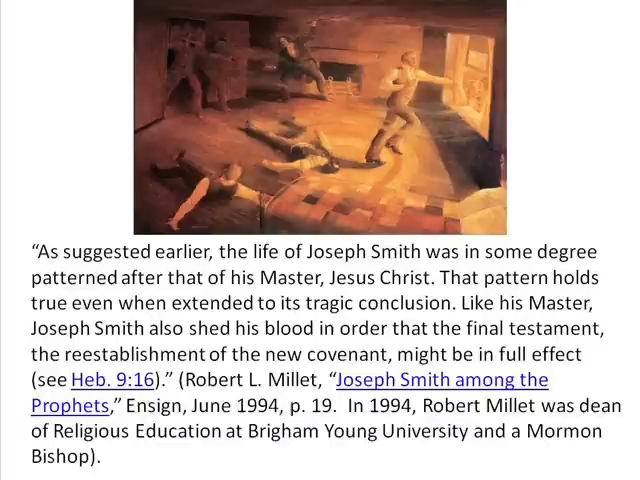 “As suggested earlier, the life of Joseph Smith was in some degree
patterned after that of his Master, Jesus Christ. That pattern holds
true even when extended to its tragic conclusion. Like his Master,
Joseph Smith also shed his blood in order that the final testament,
the reestablishment of the new covenant, might be in full effect
(see Heb. 9:16).” (Robert L. Millet, “Joseph Smith among the
Prophets,” Ensign, June 1994, p. 19.  In 1994, Robert Millet was dean
of Religious Education at Brigham Young University and a Mormon
Bishop).